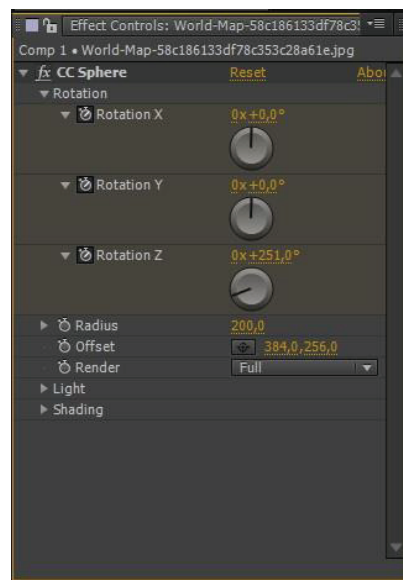 Effect Controls: World-Map-58c186133df78c35
Comp 1 • World-Map-58c186133df78c353c28a61e.jpg
fx CC Sphere Reset Abou
Rotation
Rotation X 0x+0,0°
Rotation Y 0x+0,0°
Rotation Z 0x+251,0°
Radius 200,0
Offset 384,0,256,0
Render Full
Light
Shading